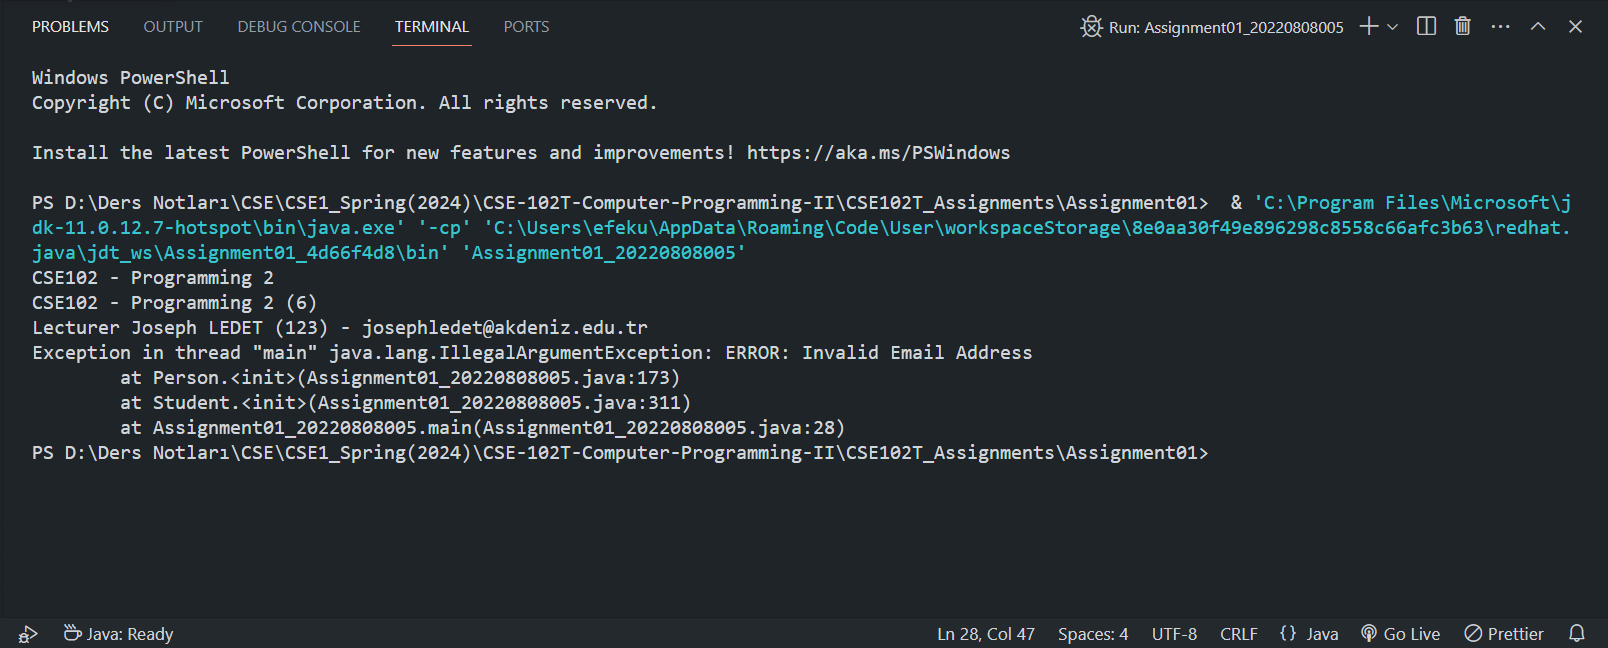 PROBLEMS OUTPUT DEBUG CONSOLE TERMINAL PORTS Run: Assignment01_20220808005
Windows PowerShell
Copyright (C) Microsoft Corporation. All rights reserved.
Install the latest PowerShell for new features and improvements! https://aka.ms/PSWindows
PS D:\Ders Notları\CSE\CSE1_Spring(2024)\CSE-102T-Computer-Programming-II\CSE102T_Assignments\Assignment01>  & 'C:\Program Files\Microsoft\j
dk-11.0.12.7-hotspot\bin\java.exe' '-cp' 'C:\Users\efeku\AppData\Roaming\Code\User\workspaceStorage\8e0aa30f49e896298c8558c66afc3b63\redhat.
java\jdt_ws\Assignment01_4d66f4d8\bin' 'Assignment01_20220808005'
CSE102 - Programming 2
CSE102 - Programming 2 (6)
Lecturer Joseph LEDET (123) - josephledet@akdeniz.edu.tr
Exception in thread "main" java.lang.IllegalArgumentException: ERROR: Invalid Email Address
at Person.<init>(Assignment01_20220808005.java:173)
at Student.<init>(Assignment01_20220808005.java:311)
at Assignment01_20220808005.main(Assignment01_20220808005.java:28)
PS D:\Ders Notları\CSE\CSE1_Spring(2024)\CSE-102T-Computer-Programming-II\CSE102T_Assignments\Assignment01>
Java: Ready Ln 28, Col 47 Spaces: 4 UTF-8 CRLF {} Java Go Live Prettier